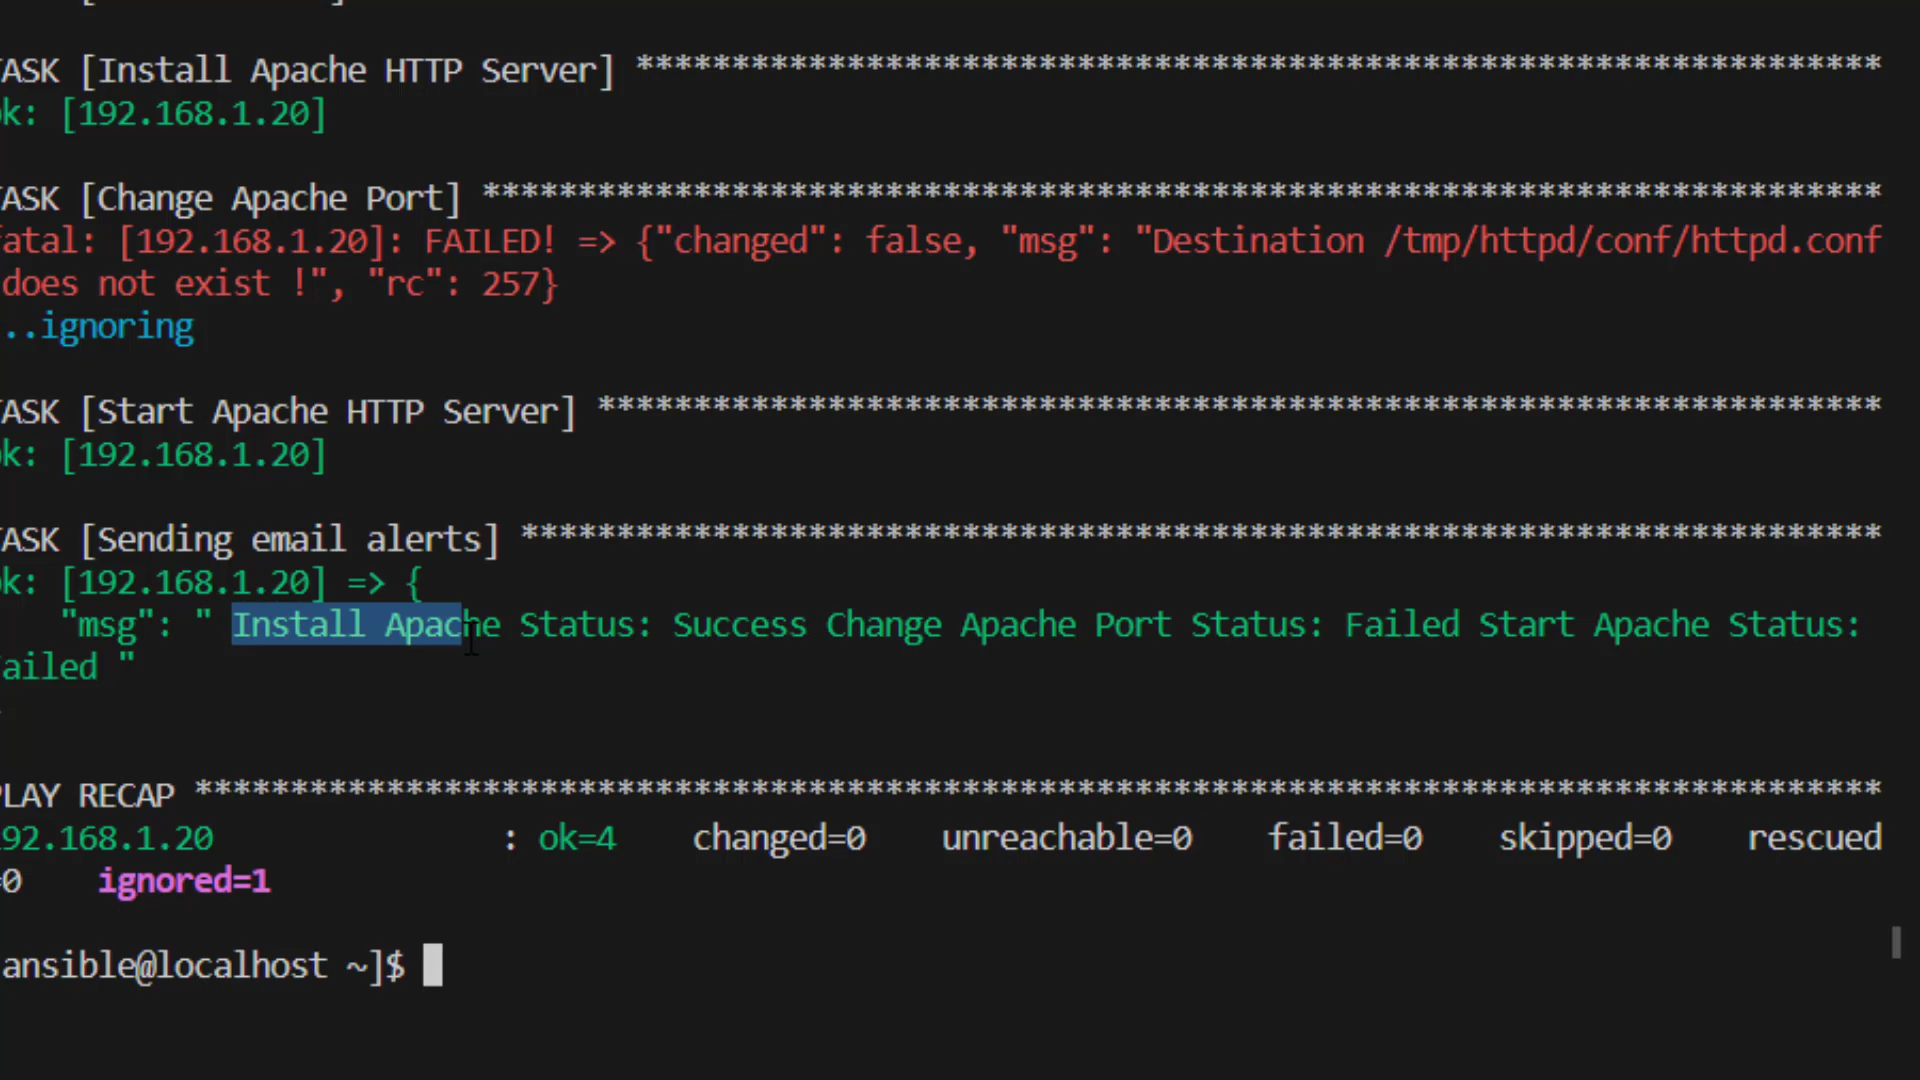 TASK [Install Apache HTTP Server] *****************************************************************
ok: [192.168.1.20]
TASK [Change Apache Port] *************************************************************************
fatal: [192.168.1.20]: FAILED! => {"changed": false, "msg": "Destination /tmp/httpd/conf/httpd.conf
does not exist !", "rc": 257}
...ignoring
TASK [Start Apache HTTP Server] *******************************************************************
ok: [192.168.1.20]
TASK [Sending email alerts] ***********************************************************************
ok: [192.168.1.20] => {
"msg": " Install Apache Status: Success Change Apache Port Status: Failed Start Apache Status:
Failed "
PLAY RECAP ****************************************************************************************
192.168.1.20 : ok=4 changed=0 unreachable=0 failed=0 skipped=0 rescued
=0 ignored=1
[ansible@localhost ~]$